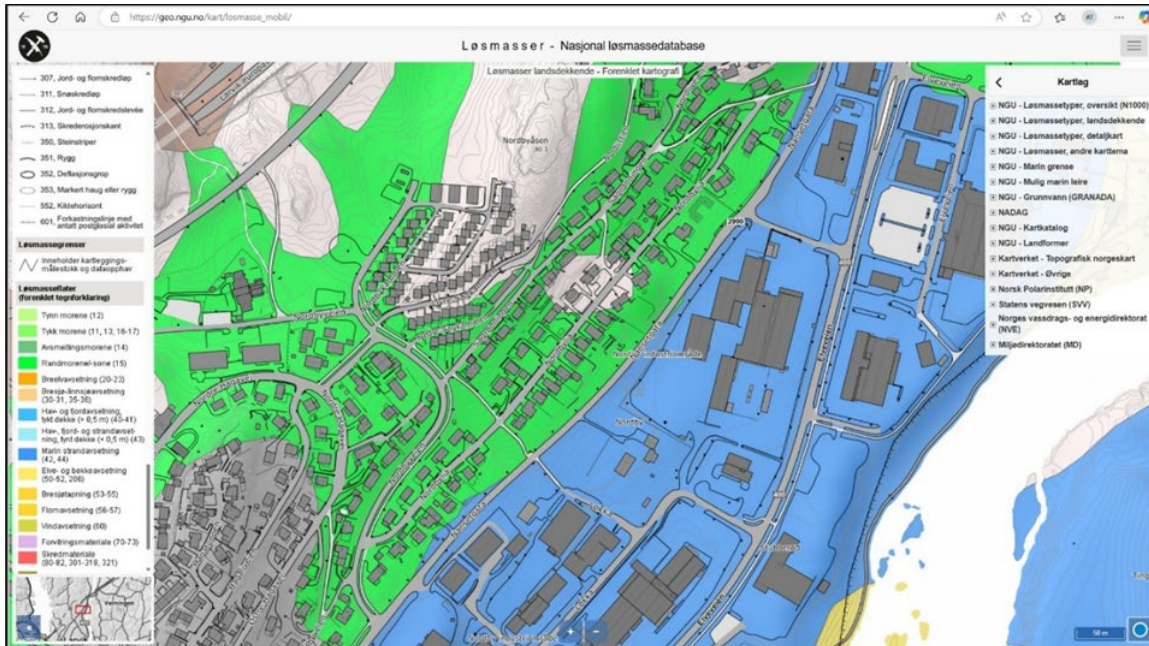 https://geo.ngu.no/kart/losmasse_mobil/
Løsmasser - Nasjonal løsmassedatabase
Løsmasser landsdekkende - Forenklet kartografi
307, Jord- og flomskredløp
311, Snøskredløp
312, Jord- og flomskredslevée
313, Skrederosjonskant
350, Steinstriper
351, Rygg
352, Deflasjonsgrop
353, Markert haug eller rygg
552, Kildehorisont
601, Forkastningslinje med
antatt postglasial aktivitet
Løsmassegrenser
Inneholder kartleggings-
målestokk og dataopphav
Løsmasseflater
(forenklet tegnforklaring)
Tynn morene (12)
Tykk morene (11, 13, 16-17)
Avsmeltingsmorene (14)
Randmorene/-sone (15)
Breelvavsetning (20-23)
Bresjø-/innsjøavsetning
(30-31, 35-36)
Hav- og fjordavsetning,
tykt dekke (> 0,5 m) (40-41)
Hav-, fjord- og strandavset-
ning, tynt dekke (< 0,5 m) (43)
Marin strandavsetning
(42, 44)
Elve- og bekkeavsetning
(50-52, 206)
Bresjøtapning (53-55)
Flomavsetning (56-57)
Vindavsetning (60)
Forvitringsmateriale (70-73)
Skredmateriale
(80-82, 301-318, 321)
Nordbyåsen
2990
Nordby industriområde
Nordby
Elveveien
Kartlag
NGU - Løsmassetyper, oversikt (N1000)
NGU - Løsmassetyper, landsdekkende
NGU - Løsmassetyper, detaljkart
NGU - Løsmasser, andre karttema
NGU - Marin grense
NGU - Mulig marin leire
NGU - Grunnvann (GRANADA)
NADAG
NGU - Kartkatalog
NGU - Landformer
Kartverket - Topografisk norgeskart
Kartverket - Øvrige
Norsk Polarinstitutt (NP)
Statens vegvesen (SVV)
Norges vassdrags- og energidirektorat
(NVE)
Miljødirektoratet (MD)
50 m